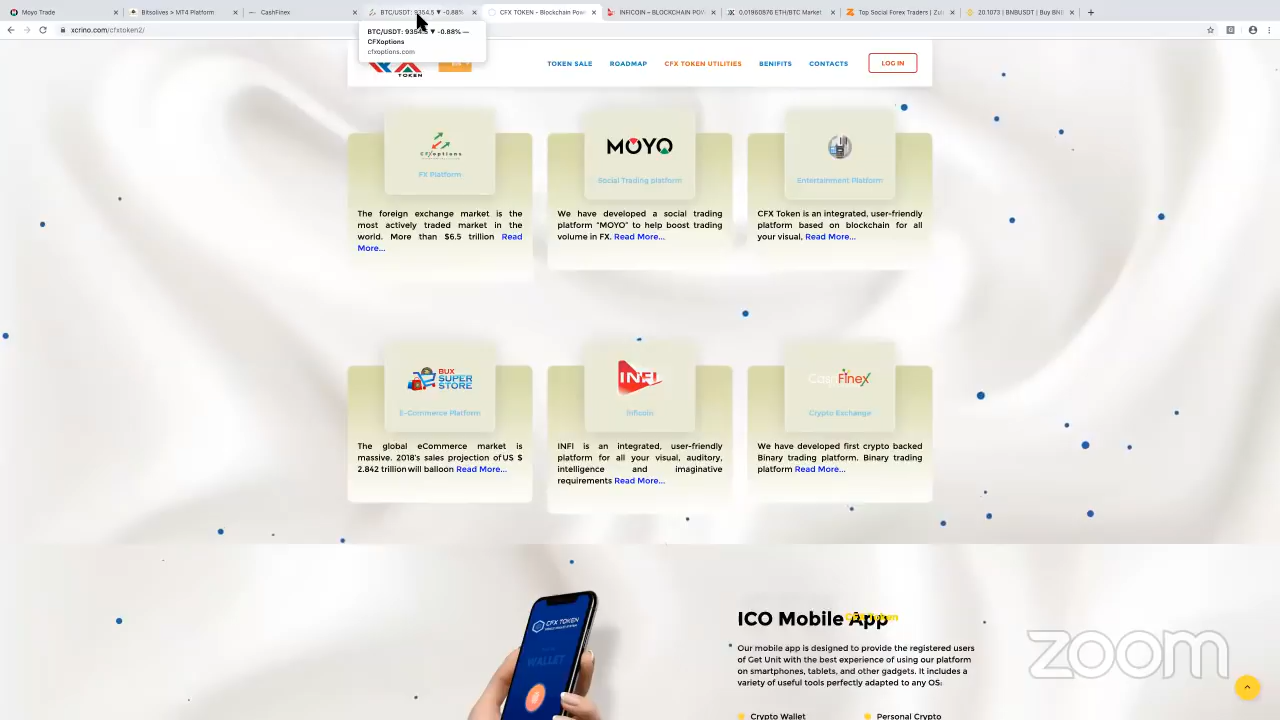 Moyo Trade
Bitsolves > MT4 Platform
CashFinex
BTC/USDT: 9354.5 ▼ -0.88%
CFX TOKEN - Blockchain Pow
INFICOIN – BLOCKCHAIN POV
0.01960876 ETH/BTC Market
Top Social Forex Traders | Zul
20.1073 | BNBUSDT | Buy BN
xcrino.com/cfxtoken2/
BTC/USDT: 9354.5 ▼ -0.88% —
CFXoptions
cfxoptions.com
TOKEN
TOKEN SALE
ROADMAP
CFX TOKEN UTILITIES
BENIFITS
CONTACTS
LOG IN
CFXoptions
FX Platform
The foreign exchange market is the
most actively traded market in the
world. More than $6.5 trillion Read
More...
MOYO
Social Trading platform
We have developed a social trading
platform "MOYO" to help boost trading
volume in FX. Read More...
Entertainment Platform
CFX Token is an integrated, user-friendly
platform based on blockchain for all
your visual, Read More...
BUX
SUPER
STORE
E-Commerce Platform
The global eCommerce market is
massive. 2018's sales projection of US $
2.842 trillion will balloon Read More...
INFI
Inficoin
INFI is an integrated, user-friendly
platform for all your visual, auditory,
intelligence and imaginative
requirements Read More...
CashFinex
Crypto Exchange
We have developed first crypto backed
Binary trading platform. Binary trading
platform Read More...
CFX TOKEN
WALLET
ICO Mobile App
CFX Token
Our mobile app is designed to provide the registered users
of Get Unit with the best experience of using our platform
on smartphones, tablets, and other gadgets. It includes a
variety of useful tools perfectly adapted to any OS:
Crypto Wallet
Personal Crypto
zoom